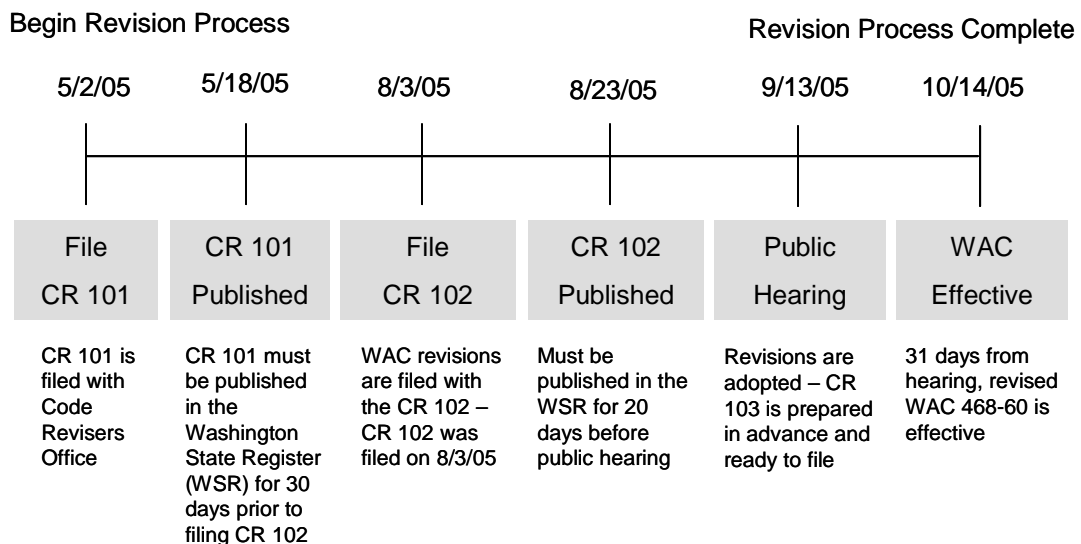 Begin Revision Process
Revision Process Complete
5/2/05
5/18/05
8/3/05
8/23/05
9/13/05
10/14/05
File
CR 101
CR 101
Published
File
CR 102
CR 102
Published
Public
Hearing
WAC
Effective
CR 101 is
filed with
Code
Revisers
Office
CR 101 must
be published
in the
Washington
State Register
(WSR) for 30
days prior to
filing CR 102
WAC revisions
are filed with
the CR 102 –
CR 102 was
filed on 8/3/05
Must be
published in the
WSR for 20
days before
public hearing
Revisions are
adopted – CR
103 is prepared
in advance and
ready to file
31 days from
hearing, revised
WAC 468-60 is
effective